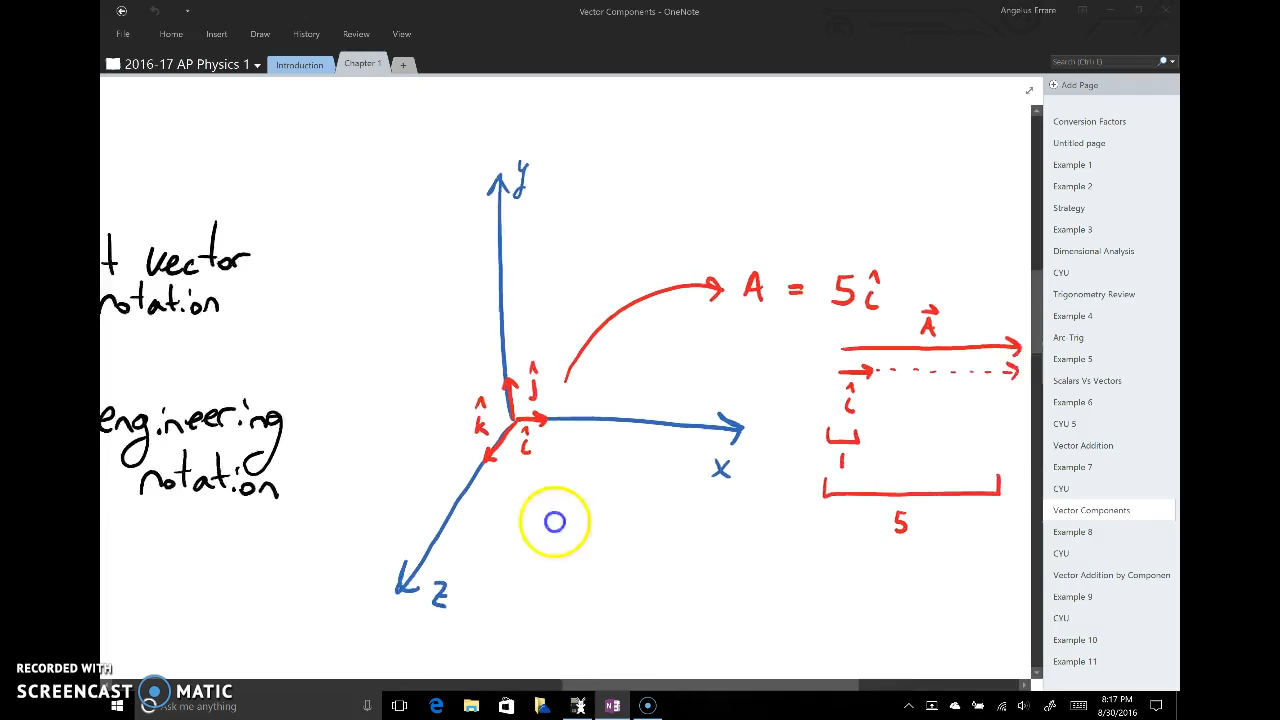 Vector Components - OneNote
Angelus Errare
File Home Insert Draw History Review View
2016-17 AP Physics 1
Introduction
Chapter 1
+
Search (Ctrl+E)
Add Page
Conversion Factors
Untitled page
Example 1
Example 2
Strategy
Example 3
Dimensional Analysis
CYU
Trigonometry Review
Example 4
Arc-Trig
Example 5
Scalars Vs Vectors
Example 6
CYU 5
Vector Addition
Example 7
CYU
Vector Components
Example 8
CYU
Vector Addition by Componen
Example 9
CYU
Example 10
Example 11
t vector
notation
engineering
notation
y
x
z
ĵ
k̂
î
A = 5î
A⃗
î
1
5
RECORDED WITH
SCREENCAST MATIC
Ask me anything
8:17 PM
8/30/2016